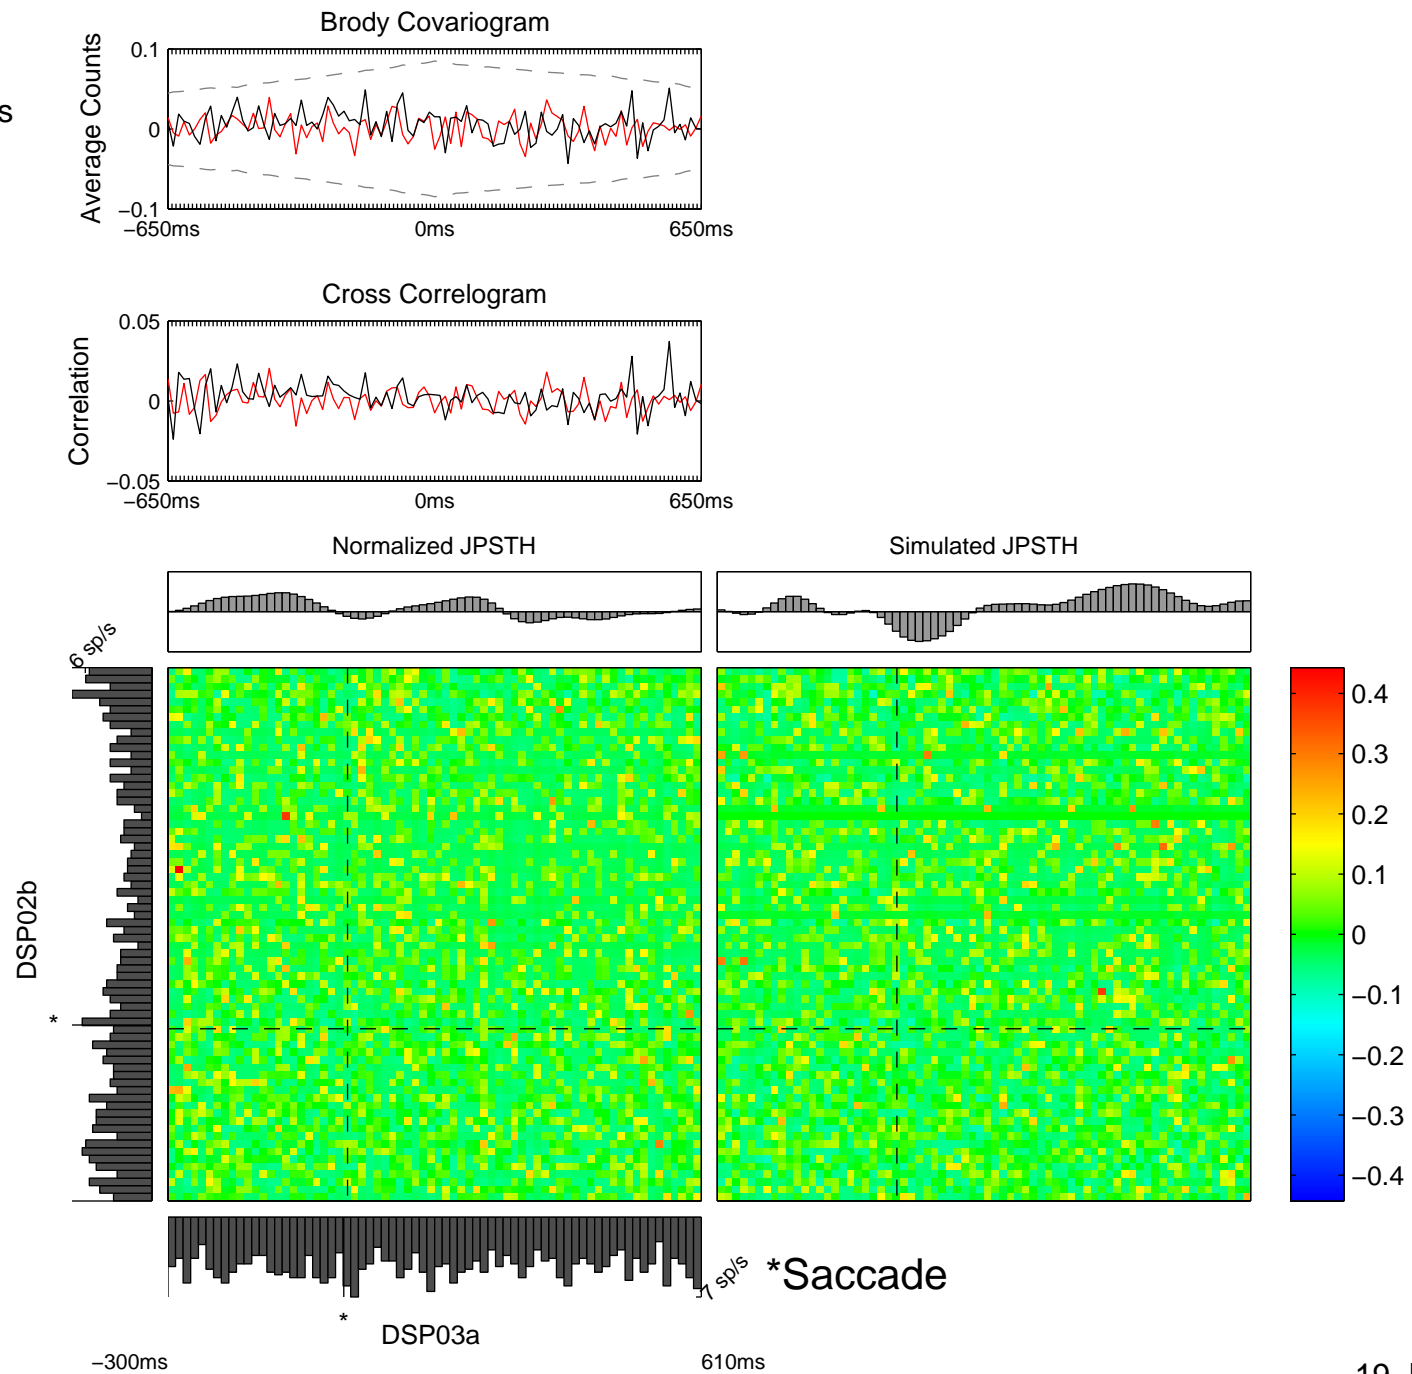 Brody Covariogram
Average Counts
s
0.1
0
−0.1
−650ms 0ms 650ms
Cross Correlogram
Correlation
0.05
0
−0.05
−650ms 0ms 650ms
Normalized JPSTH Simulated JPSTH
6 sp/s
DSP02b
*
0.4
0.3
0.2
0.1
0
−0.1
−0.2
−0.3
−0.4
7 sp/s
*Saccade
*
DSP03a
−300ms 610ms
19